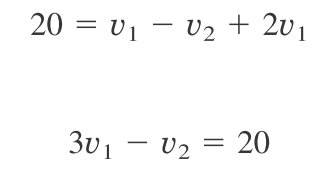 20 = v₁ − v₂ + 2v₁
3v₁ − v₂ = 20